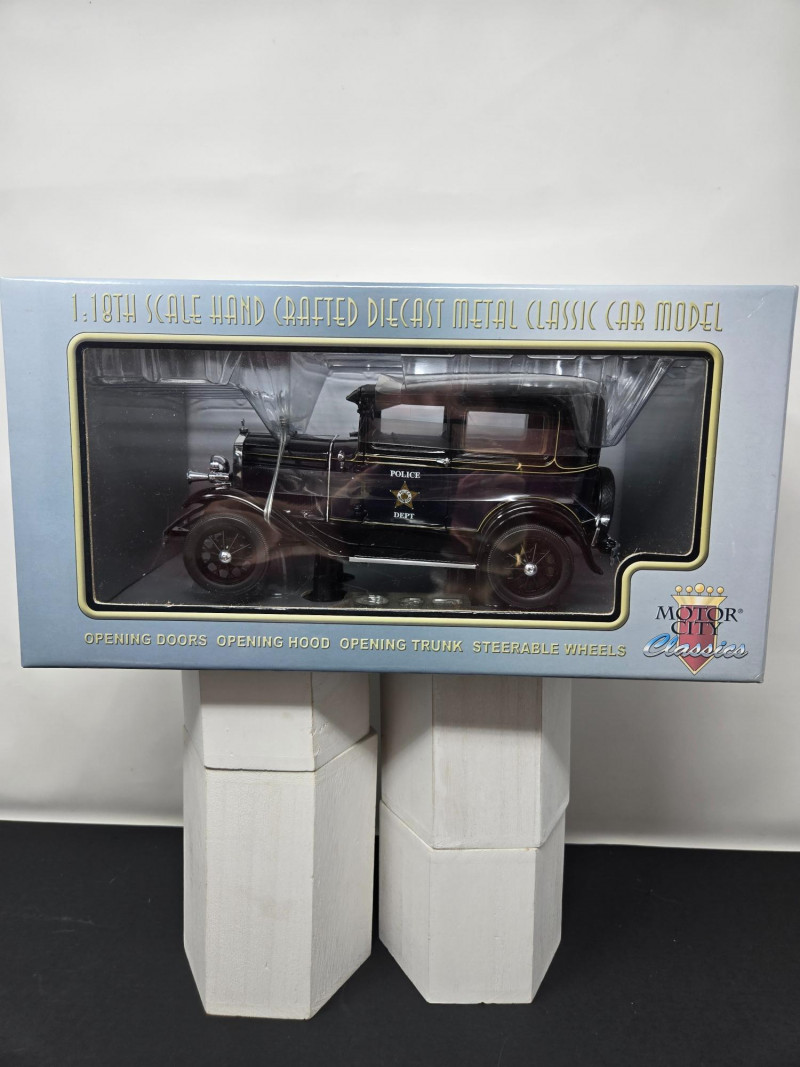 1:18TH SCALE HAND CRAFTED DIECAST METAL CLASSIC CAR MODEL
POLICE
DEPT
OPENING DOORS OPENING HOOD OPENING TRUNK STEERABLE WHEELS
MOTOR®
CITY
Classics